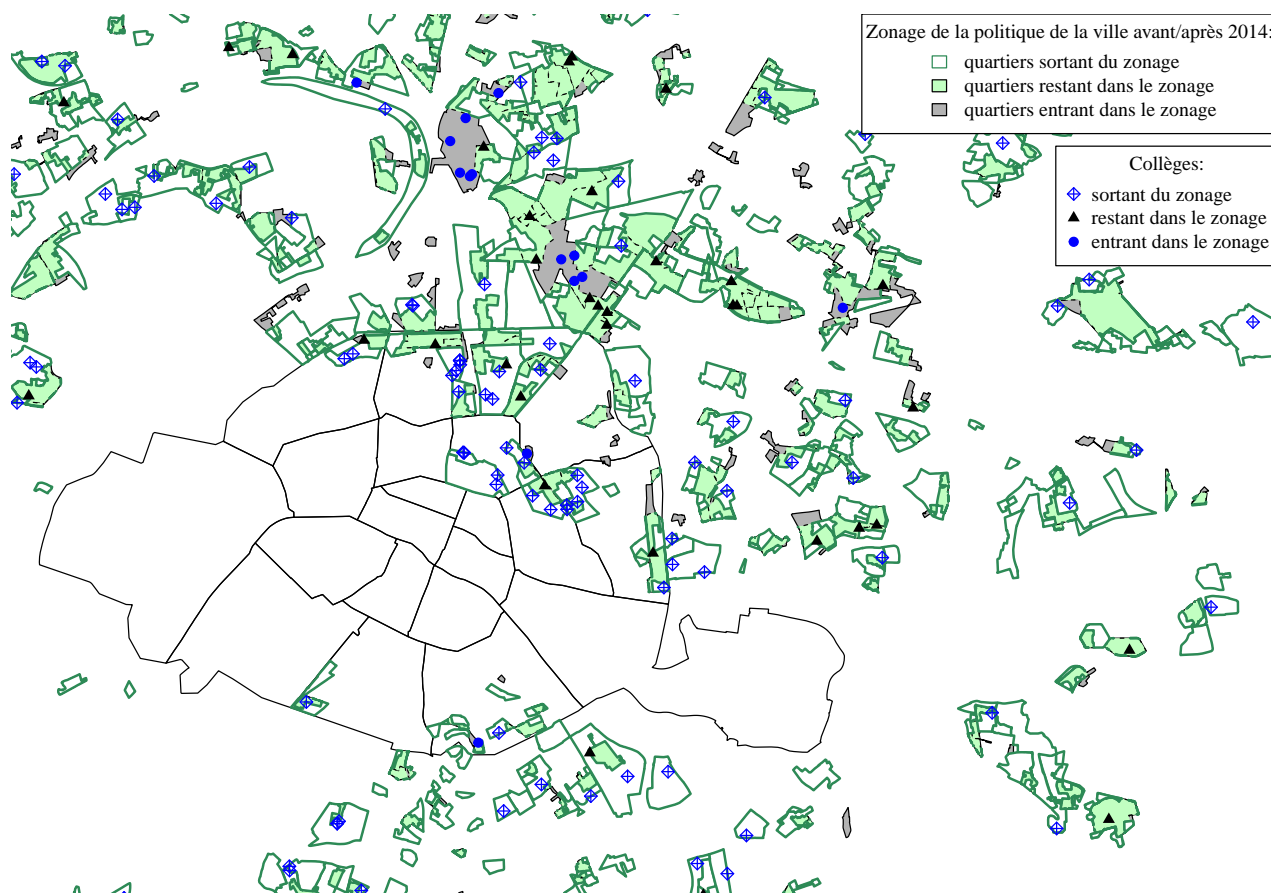 Zonage de la politique de la ville avant/après 2014:
quartiers sortant du zonage
quartiers restant dans le zonage
quartiers entrant dans le zonage
Collèges:
sortant du zonage
restant dans le zonage
entrant dans le zonage